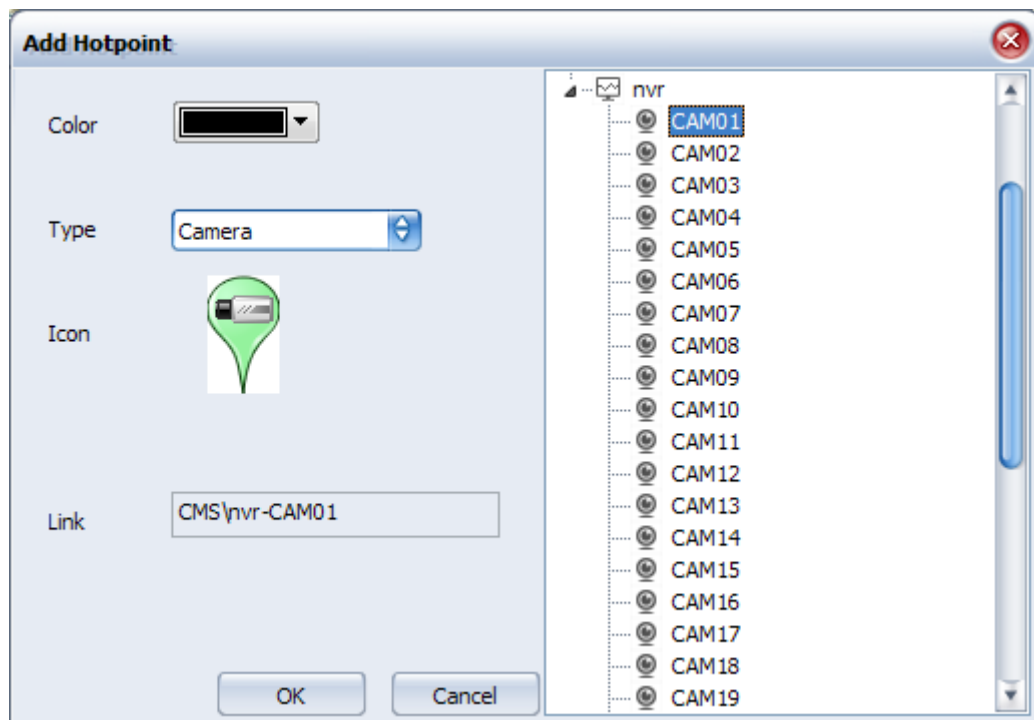 Add Hotpoint
Color
Type
Camera
Icon
Link
CMS\nvr-CAM01
OK
Cancel
nvr
CAM01
CAM02
CAM03
CAM04
CAM05
CAM06
CAM07
CAM08
CAM09
CAM10
CAM11
CAM12
CAM13
CAM14
CAM15
CAM16
CAM17
CAM18
CAM19